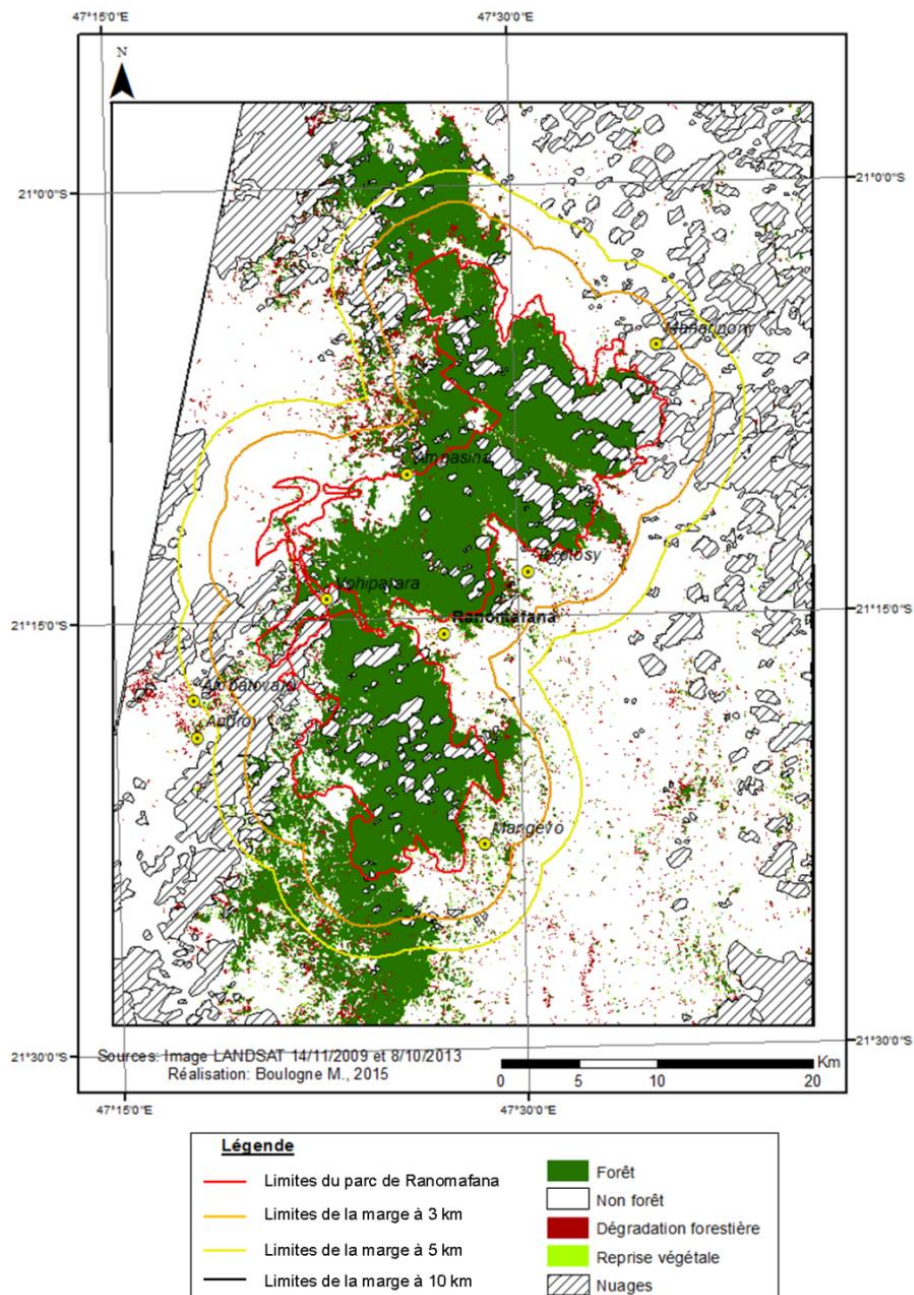 47°15'0"E 47°30'0"E
N
21°0'0"S 21°0'0"S
Ampasina
Vohiparara
Ranomafana
21°15'0"S 21°15'0"S
Androy
Mangevo
21°30'0"S 21°30'0"S
Sources: Image LANDSAT 14/11/2009 et 8/10/2013
Réalisation: Boulogne M., 2015
Km
0 5 10 20
47°15'0"E 47°30'0"E
Légende
Limites du parc de Ranomafana
Limites de la marge à 3 km
Limites de la marge à 5 km
Limites de la marge à 10 km
Forêt
Non forêt
Dégradation forestière
Reprise végétale
Nuages